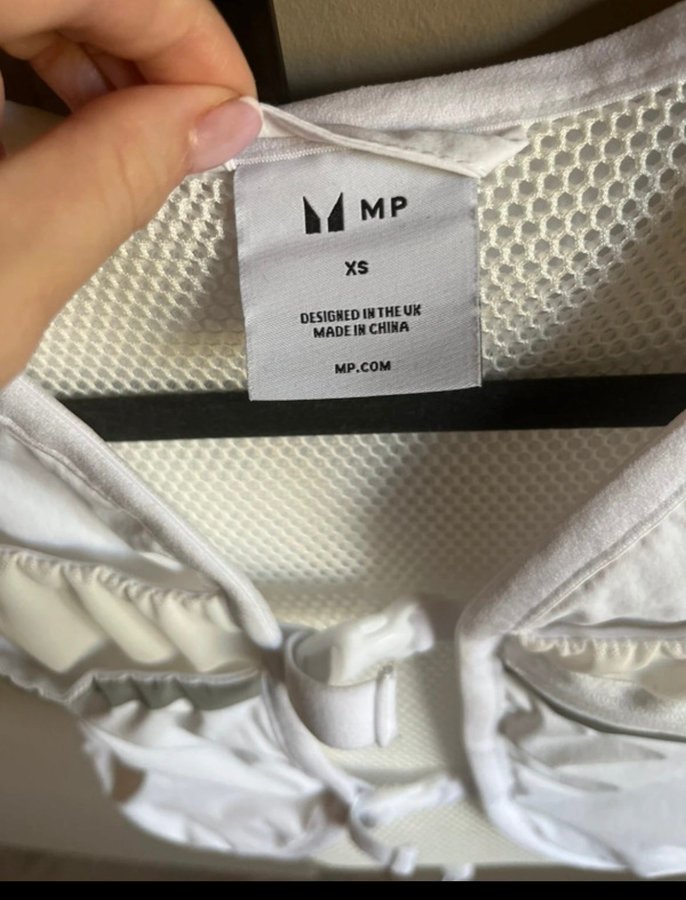 MP
XS
DESIGNED IN THE UK
MADE IN CHINA
MP.COM